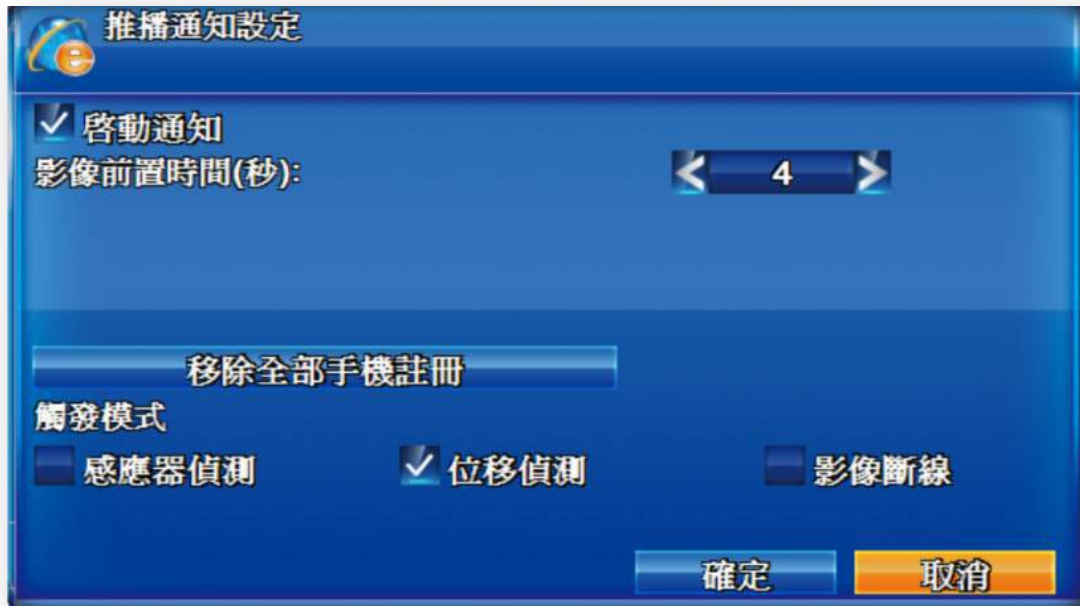 推播通知設定
啓動通知
影像前置時間(秒):
4
移除全部手機註冊
觸發模式
感應器偵測 位移偵測 影像斷線
確定 取消